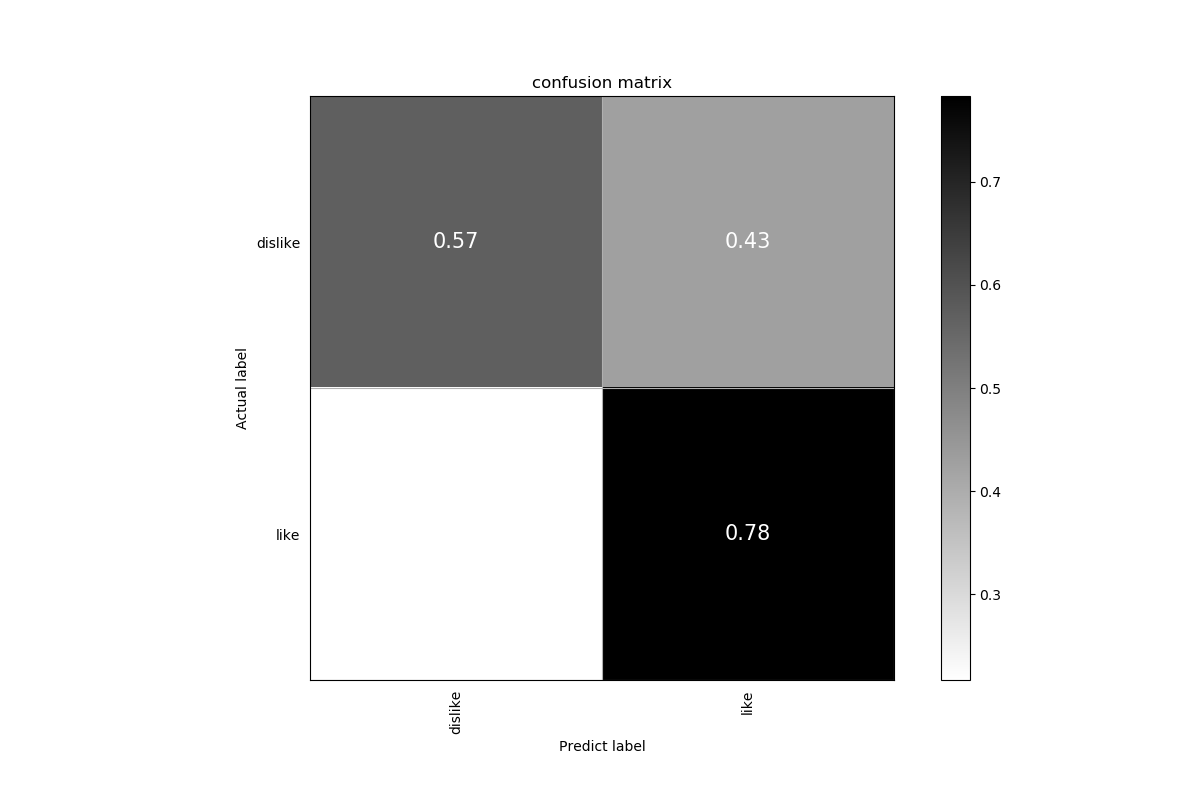 confusion matrix
dislike
0.57
0.43
like
0.78
Actual label
dislike
like
Predict label
0.7
0.6
0.5
0.4
0.3